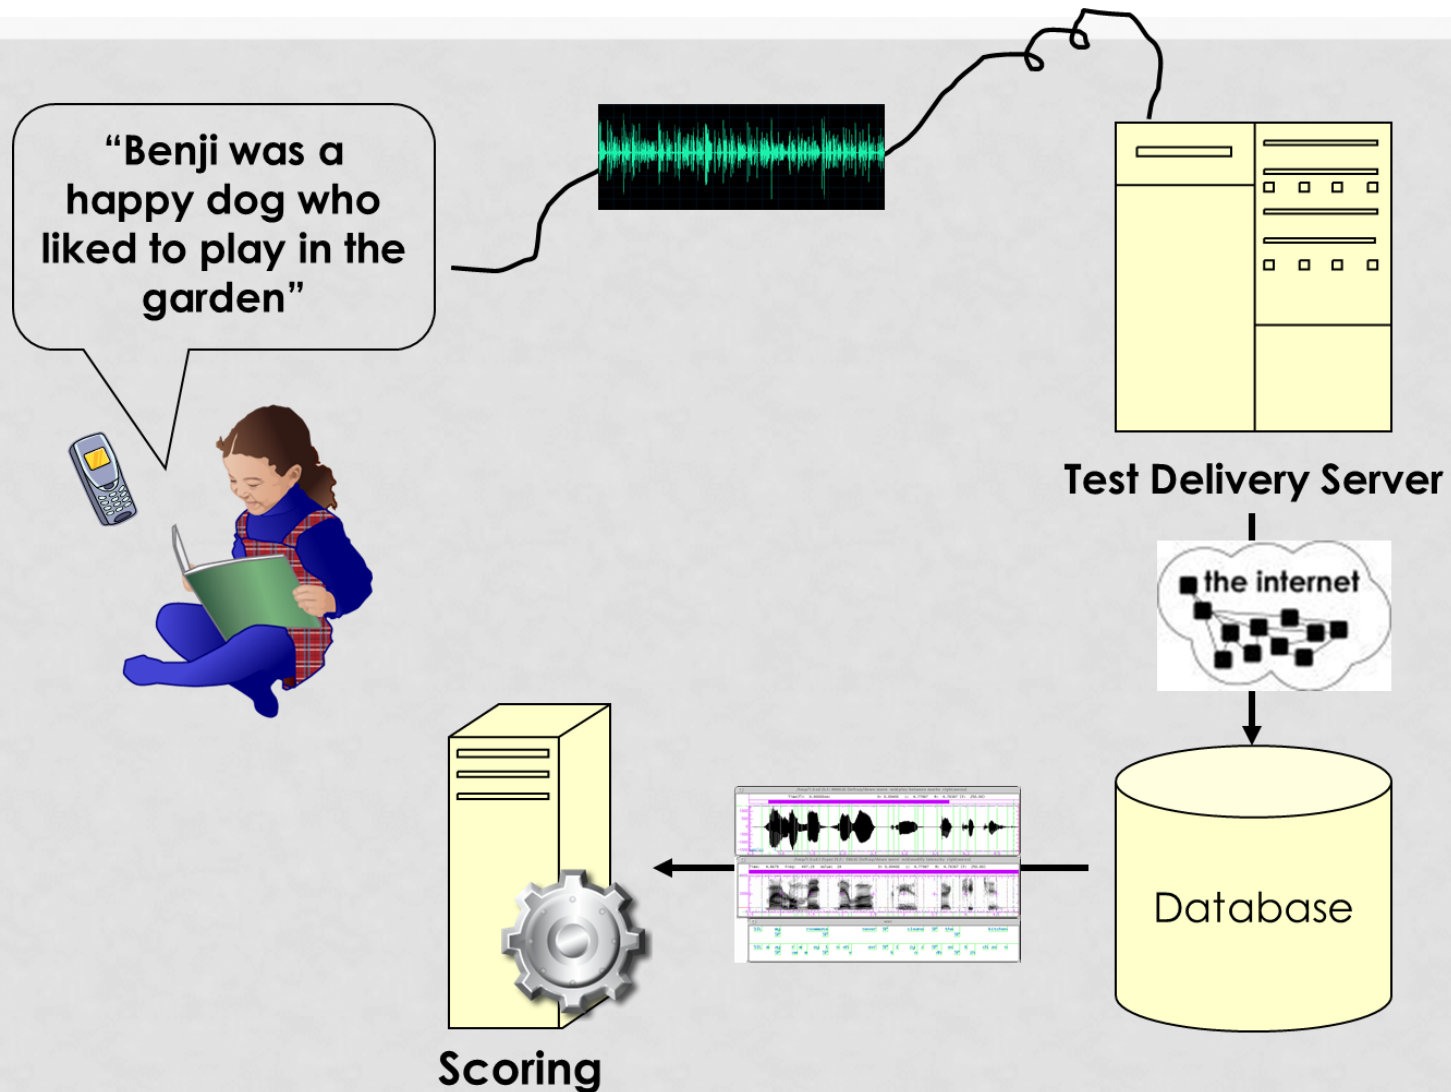 “Benji was a
happy dog who
liked to play in the
garden”
Test Delivery Server
the internet
Database
Scoring